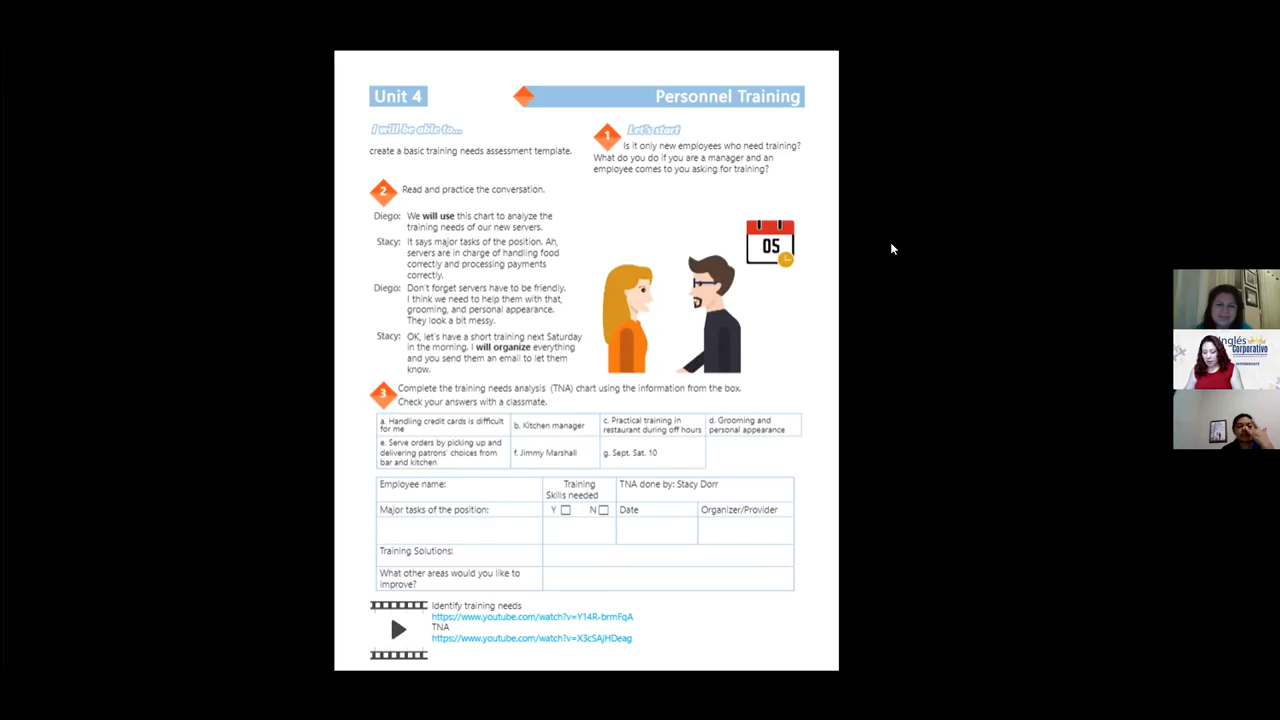 Unit 4
Personnel Training
I will be able to...
create a basic training needs assessment template.
1
Let's start
Is it only new employees who need training?
What do you do if you are a manager and an
employee comes to you asking for training?
2
Read and practice the conversation.
Diego: We will use this chart to analyze the
training needs of our new servers.
Stacy: It says major tasks of the position. Ah,
servers are in charge of handling food
correctly and processing payments
correctly.
Diego: Don't forget servers have to be friendly.
I think we need to help them with that,
grooming, and personal appearance.
They look a bit messy.
Stacy: OK, let's have a short training next Saturday
in the morning. I will organize everything
and you send them an email to let them
know.
05
3
Complete the training needs analysis (TNA) chart using the information from the box.
Check your answers with a classmate.
a. Handling credit cards is difficult
for me
b. Kitchen manager
c. Practical training in
restaurant during off hours
d. Grooming and
personal appearance
e. Serve orders by picking up and
delivering patrons' choices from
bar and kitchen
f. Jimmy Marshall
g. Sept. Sat. 10
Employee name:
Training
Skills needed
TNA done by: Stacy Dorr
Major tasks of the position:
Y N
Date
Organizer/Provider
Training Solutions:
What other areas would you like to
improve?
Identify training needs
https://www.youtube.com/watch?v=Y14R-brmFqA
TNA
https://www.youtube.com/watch?v=X3cSAjHDeag
Inglés
Corporativo